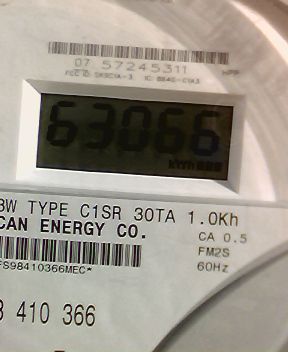 07 57245311
63066
kWh
3W TYPE C1SR 30TA 1.0Kh
CAN ENERGY CO.
CA 0.5
FM2S
60Hz
FS98410366MEC*
8 410 366